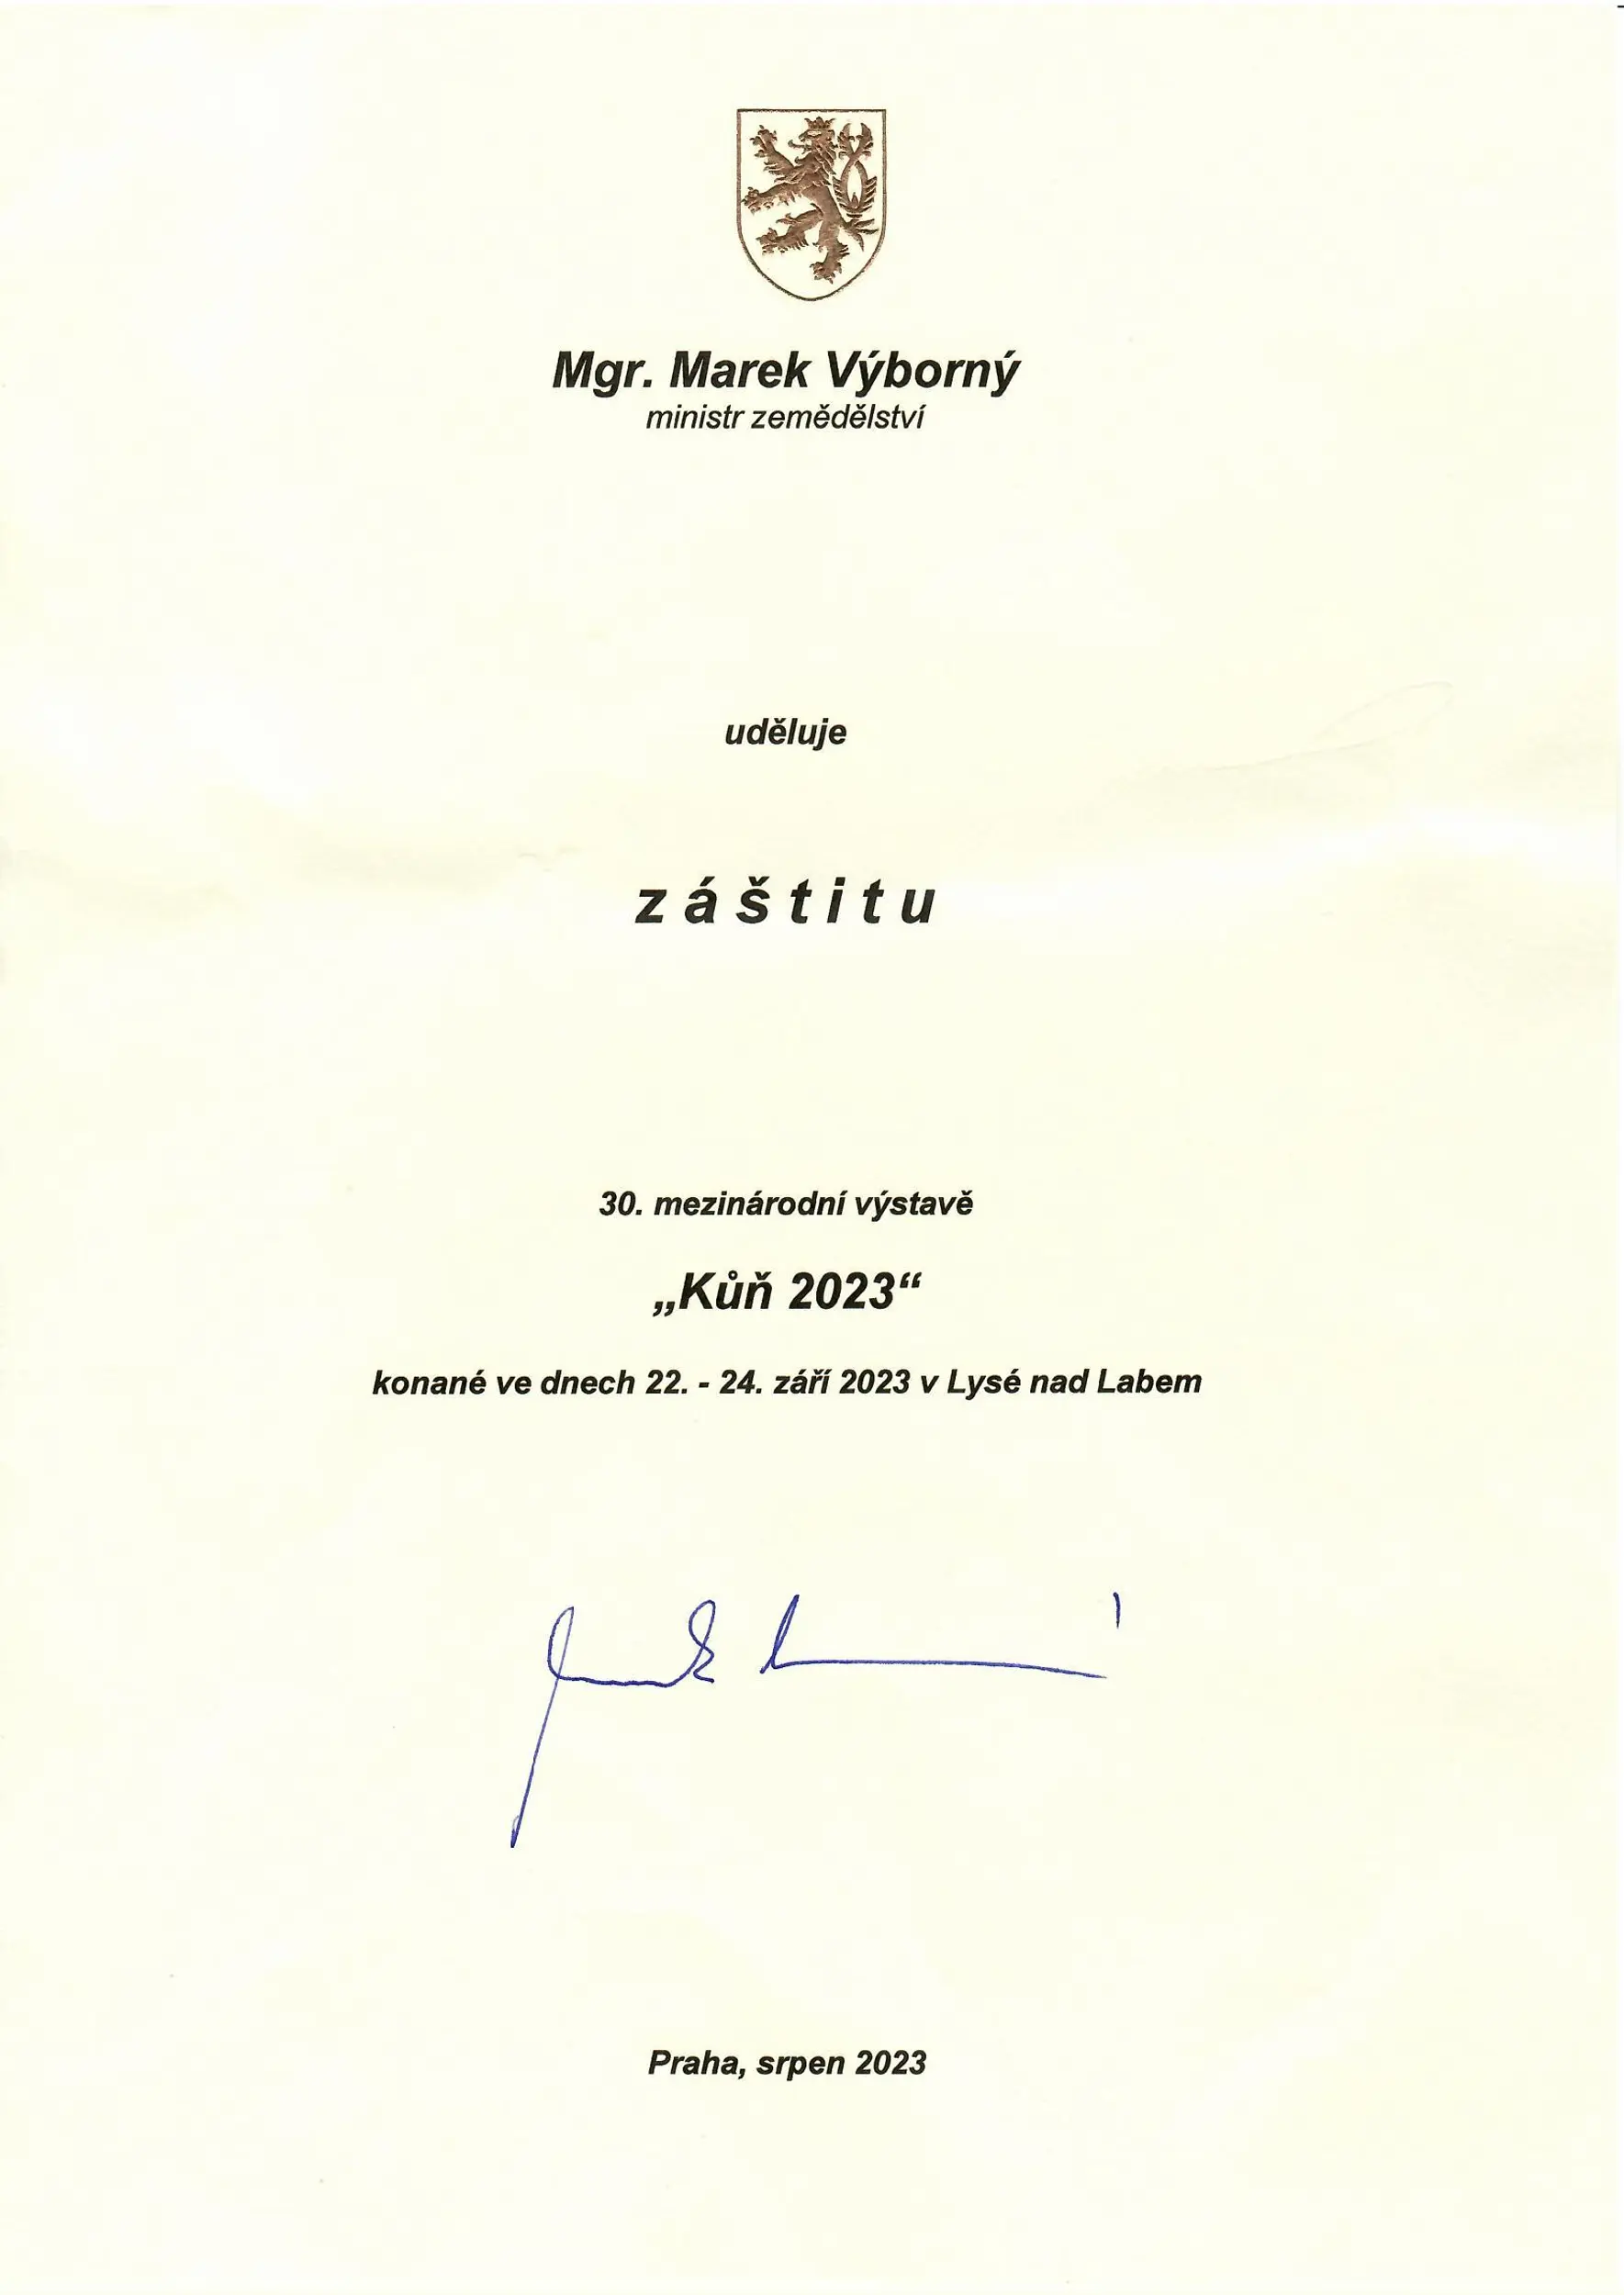 Mgr. Marek Výborný
ministr zemědělství
uděluje
záštitu
30. mezinárodní výstavě
„Kůň 2023“
konané ve dnech 22. - 24. září 2023 v Lysé nad Labem
Praha, srpen 2023